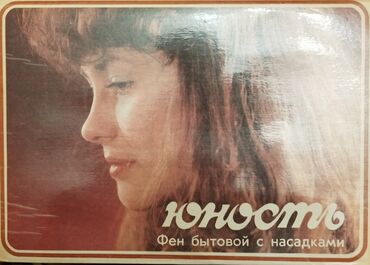 юность
Фен бытовой с насадками